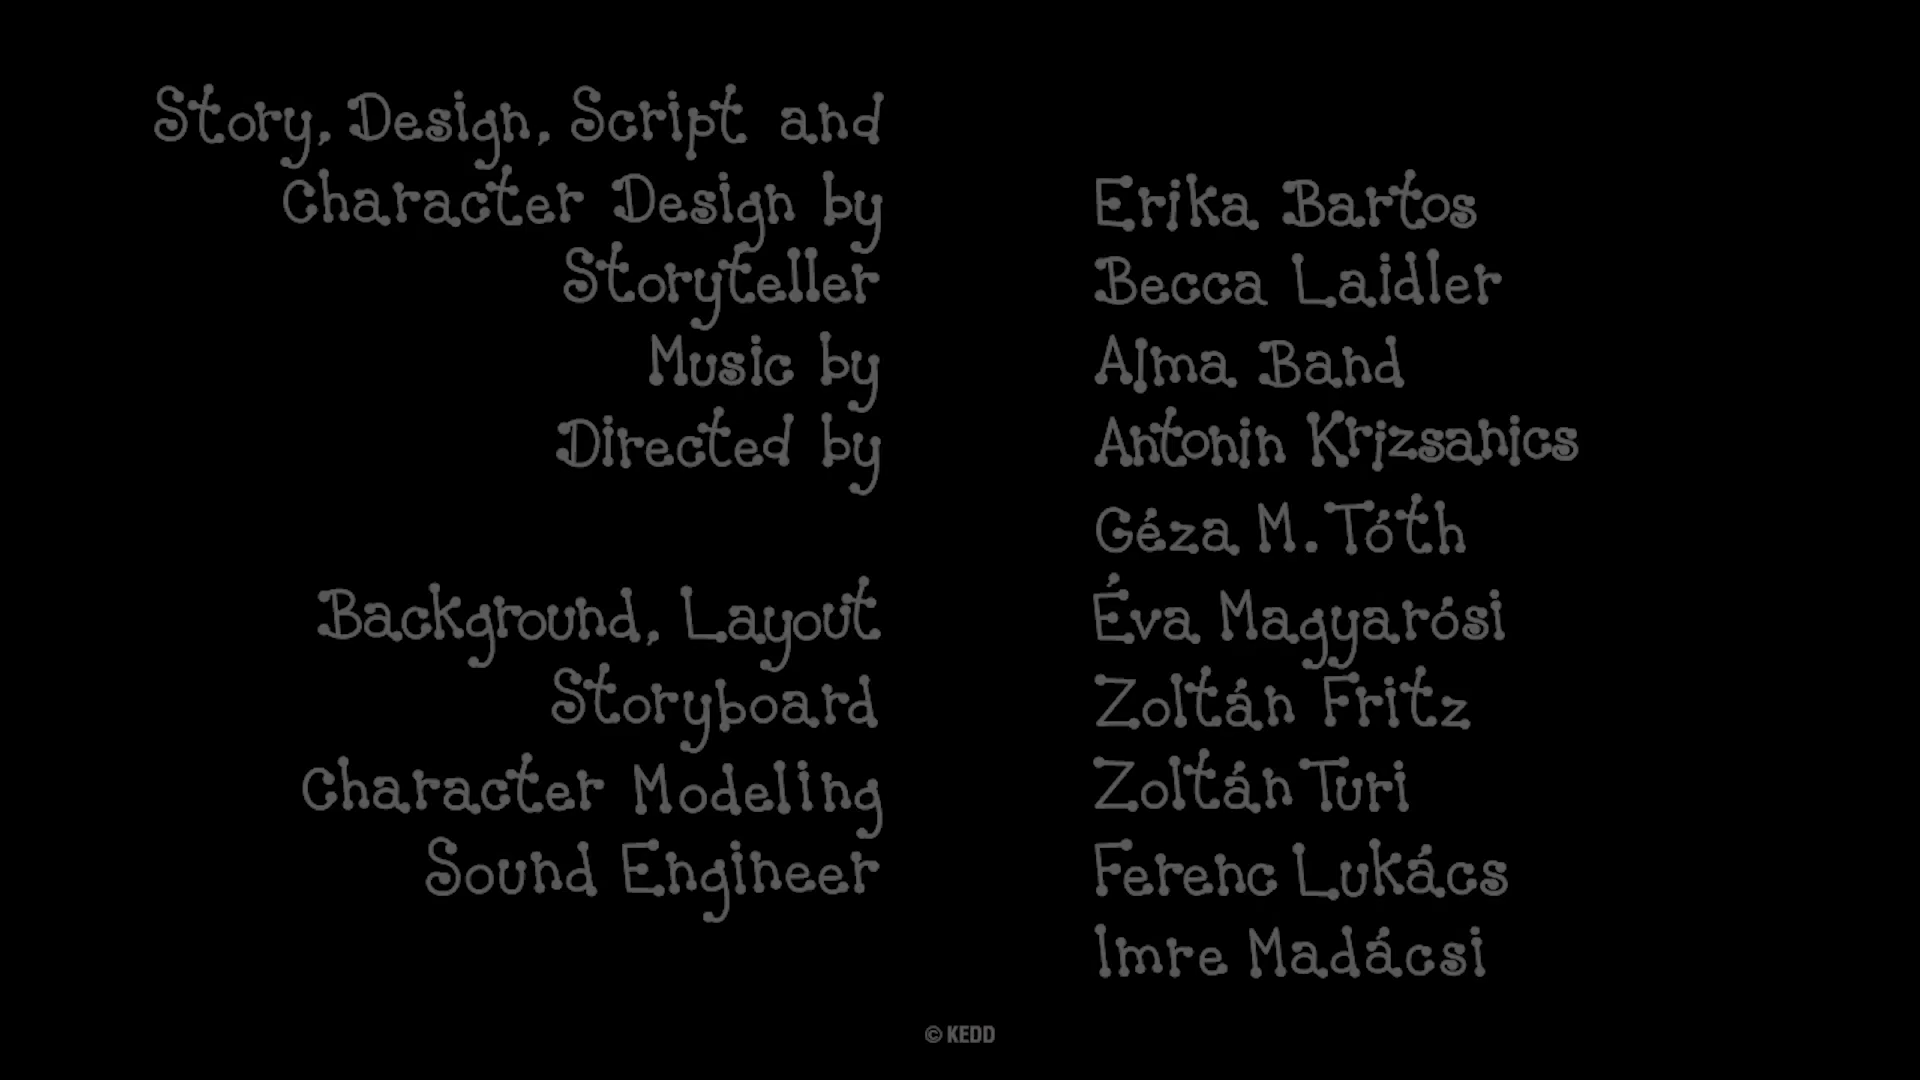 Story, Design, Script and
Character Design by Erika Bartos
Storyteller Becca Laidler
Music by Alma Band
Directed by Antonin Krizsanics
Géza M. Tóth
Background, Layout Éva Magyarósi
Storyboard Zoltán Fritz
Character Modeling Zoltán Turi
Sound Engineer Ferenc Lukács
Imre Madácsi
© KEDD